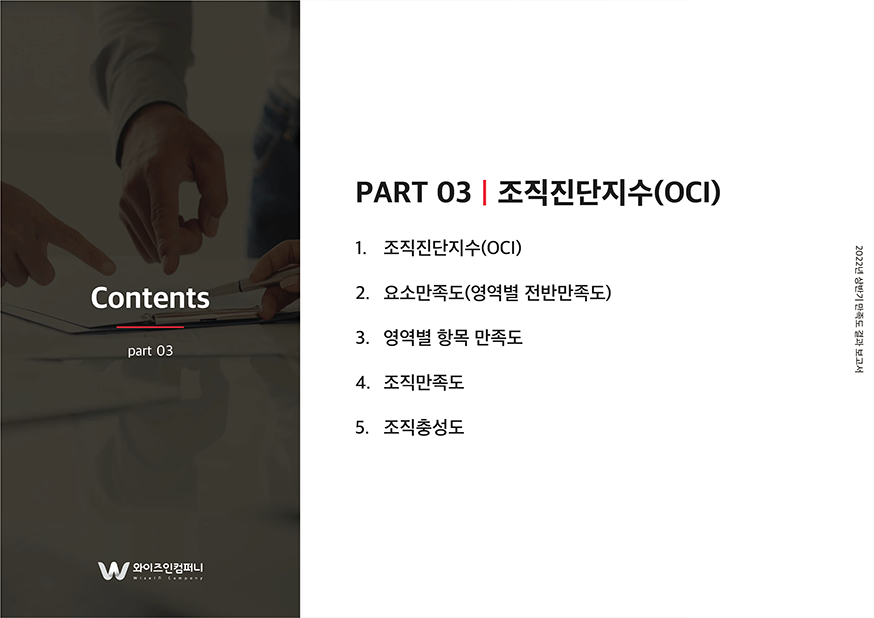 Contents
part 03
와이즈인컴퍼니
WiseIn Company
PART 03 | 조직진단지수(OCI)
1. 조직진단지수(OCI)
2. 요소만족도(영역별 전반만족도)
3. 영역별 항목 만족도
4. 조직만족도
5. 조직충성도
2022년 상반기 만족도 결과 보고서